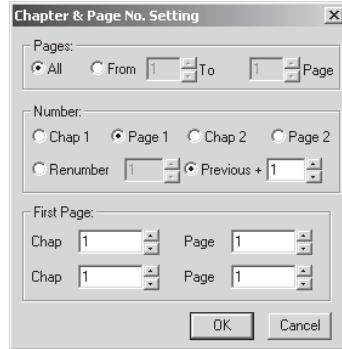 Chapter & Page No. Setting
Pages:
All From 1 To 1 Page
Number:
Chap 1 Page 1 Chap 2 Page 2
Renumber 1 Previous + 1
First Page:
Chap 1 Page 1
Chap 1 Page 1
OK Cancel